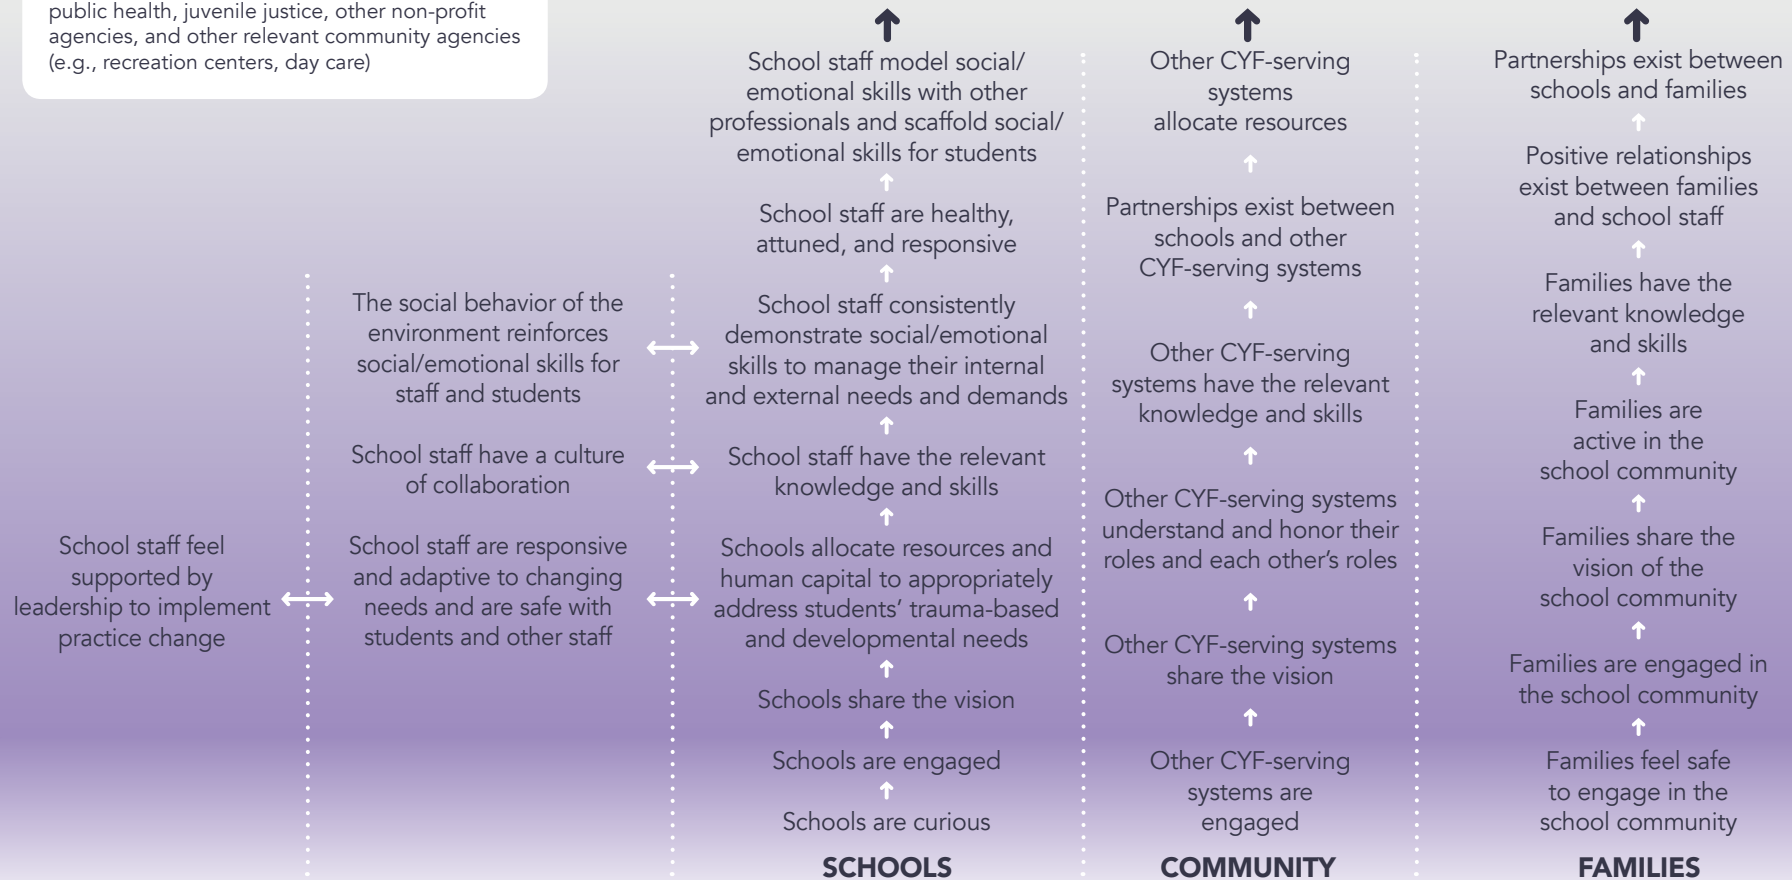 public health, juvenile justice, other non-profit
agencies, and other relevant community agencies
(e.g., recreation centers, day care)
School staff feel
supported by
leadership to implement
practice change
The social behavior of the
environment reinforces
social/emotional skills for
staff and students
School staff have a culture
of collaboration
School staff are responsive
and adaptive to changing
needs and are safe with
students and other staff
School staff model social/
emotional skills with other
professionals and scaffold social/
emotional skills for students
School staff are healthy,
attuned, and responsive
School staff consistently
demonstrate social/emotional
skills to manage their internal
and external needs and demands
School staff have the relevant
knowledge and skills
Schools allocate resources and
human capital to appropriately
address students’ trauma-based
and developmental needs
Schools share the vision
Schools are engaged
Schools are curious
SCHOOLS
Other CYF-serving
systems
allocate resources
Partnerships exist between
schools and other
CYF-serving systems
Other CYF-serving
systems have the relevant
knowledge and skills
Other CYF-serving systems
understand and honor their
roles and each other’s roles
Other CYF-serving systems
share the vision
Other CYF-serving
systems are
engaged
COMMUNITY
Partnerships exist between
schools and families
Positive relationships
exist between families
and school staff
Families have the
relevant knowledge
and skills
Families are
active in the
school community
Families share the
vision of the
school community
Families are engaged in
the school community
Families feel safe
to engage in the
school community
FAMILIES